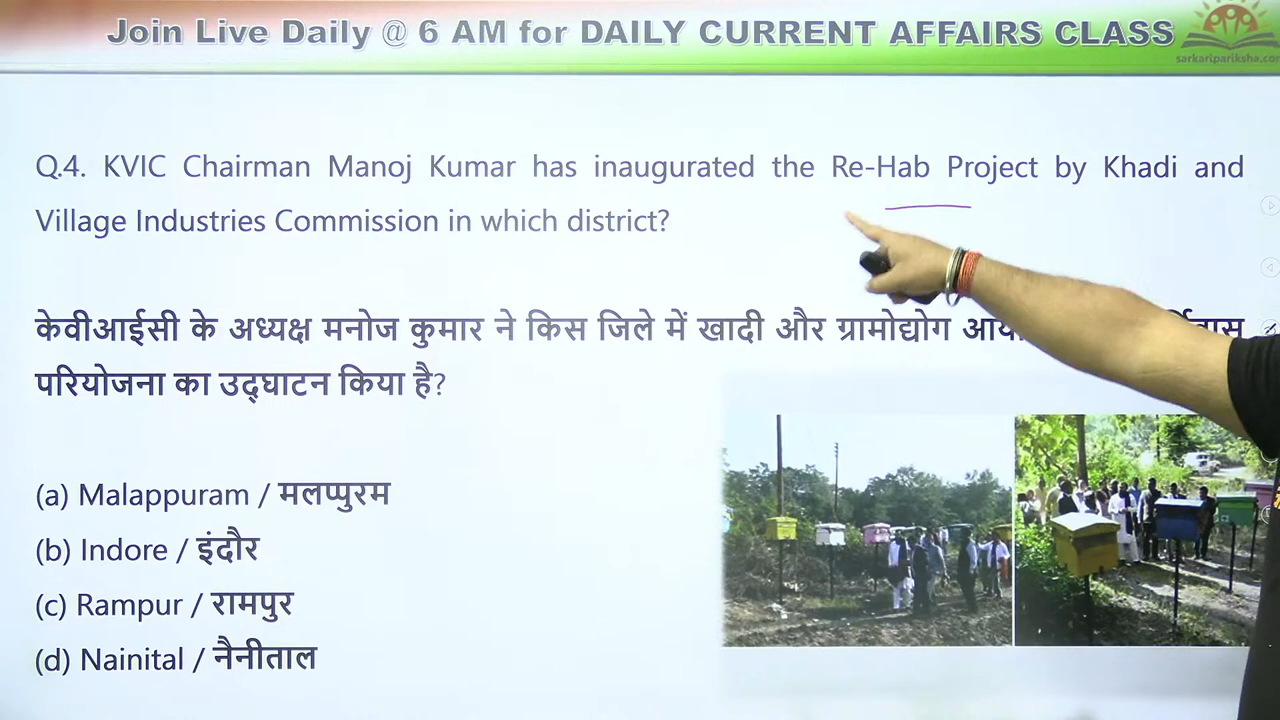 Join Live Daily @ 6 AM for DAILY CURRENT AFFAIRS CLASS
sarkaripariksha.com
Q.4. KVIC Chairman Manoj Kumar has inaugurated the Re-Hab Project by Khadi and
Village Industries Commission in which district?
केवीआईसी के अध्यक्ष मनोज कुमार ने किस जिले में खादी और ग्रामोद्योग
परियोजना का उद्घाटन किया है?
(a) Malappuram / मलप्पुरम
(b) Indore / इंदौर
(c) Rampur / रामपुर
(d) Nainital / नैनीताल